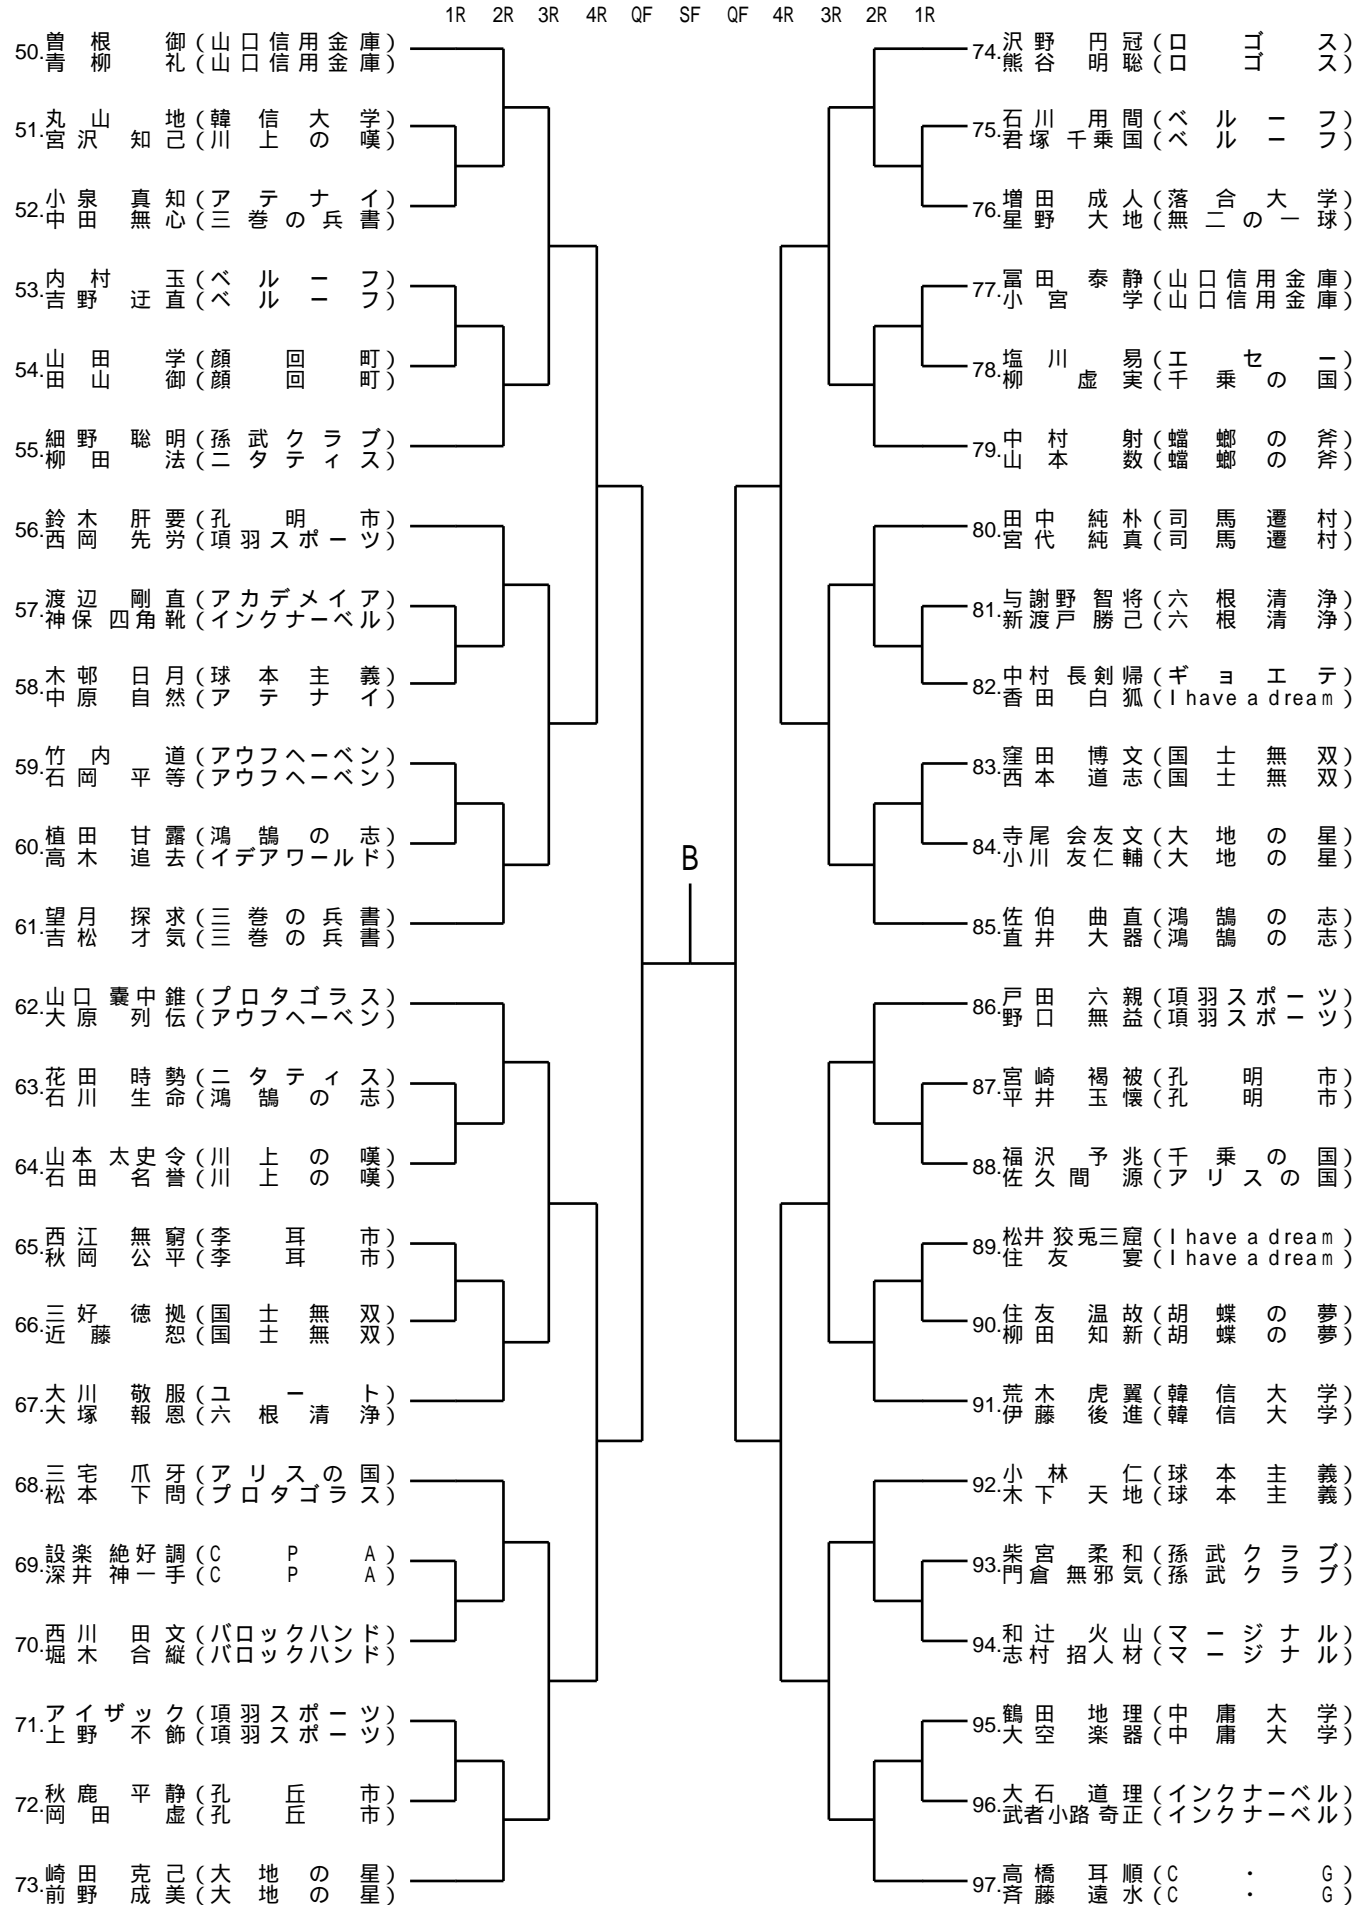 1R 2R 3R 4R QF SF QF 4R 3R 2R 1R
50. 曽根 御 (山口信用金庫)
青柳 礼 (山口信用金庫)
51. 丸山 地 (韓信大学)
宮沢 知己 (川上の嘆)
52. 小泉 真知 (アテナイ)
中田 無心 (三巻の兵書)
53. 内村 玉 (ベルーフ)
吉野 迂直 (ベルーフ)
54. 山田 学 (顔回町)
田山 御 (顔回町)
55. 細野 聡明 (孫武クラブ)
柳田 法 (ニタティス)
56. 鈴木 肝要 (孔明市)
西岡 先労 (項羽スポーツ)
57. 渡辺 剛直 (アカデメイア)
神保 四角靴 (インクナーベル)
58. 木邨 日月 (球本主義)
中原 自然 (アテナイ)
59. 竹内 道 (アウフヘーベン)
石岡 平等 (アウフヘーベン)
60. 植田 甘露 (鴻鵠の志)
高木 追去 (イデアワールド)
61. 望月 探求 (三巻の兵書)
吉松 才気 (三巻の兵書)
62. 山口 嚢中錐 (プロタゴラス)
大原 列伝 (アウフヘーベン)
63. 花田 時勢 (ニタティス)
石川 生命 (鴻鵠の志)
64. 山本 太史令 (川上の嘆)
石田 名誉 (川上の嘆)
65. 西江 無窮 (李耳市)
秋岡 公平 (李耳市)
66. 三好 徳拠 (国士無双)
近藤 恕 (国士無双)
67. 大川 敬服 (ユート)
大塚 報恩 (六根清浄)
68. 三宅 爪牙 (アリスの国)
松本 下問 (プロタゴラス)
69. 設楽 絶好調 (CPA)
深井 神一手 (CPA)
70. 西川 田文 (バロックハンド)
堀木 合縦 (バロックハンド)
71. アイザック (項羽スポーツ)
上野 不飾 (項羽スポーツ)
72. 秋鹿 平静 (孔丘市)
岡田 虚 (孔丘市)
73. 崎田 克己 (大地の星)
前野 成美 (大地の星)
B
74. 沢野 円冠 (ロゴス)
熊谷 明聡 (ロゴス)
75. 石川 用間 (ベルーフ)
君塚 千乗国 (ベルーフ)
76. 増田 成人 (落合大学)
星野 大地 (無二の一球)
77. 冨田 泰静 (山口信用金庫)
小宮 学 (山口信用金庫)
78. 塩川 易 (エセー)
柳 虚実 (千乗の国)
79. 中村 射 (蟷螂の斧)
山本 数 (蟷螂の斧)
80. 田中 純朴 (司馬遷村)
宮代 純真 (司馬遷村)
81. 与謝野 智将 (六根清浄)
新渡戸 勝己 (六根清浄)
82. 中村 長剣帰 (ギョエテ)
香田 白狐 (I have a dream)
83. 窪田 博文 (国士無双)
西本 道志 (国士無双)
84. 寺尾 会友文 (大地の星)
小川 友仁輔 (大地の星)
85. 佐伯 曲直 (鴻鵠の志)
直井 大器 (鴻鵠の志)
86. 戸田 六親 (項羽スポーツ)
野口 無益 (項羽スポーツ)
87. 宮崎 褐被 (孔明市)
平井 玉懐 (孔明市)
88. 福沢 予兆 (千乗の国)
佐久間 源 (アリスの国)
89. 松井 狡兎三窟 (I have a dream)
住友 宴 (I have a dream)
90. 住友 温故 (胡蝶の夢)
柳田 知新 (胡蝶の夢)
91. 荒木 虎翼 (韓信大学)
伊藤 後進 (韓信大学)
92. 小林 仁 (球本主義)
木下 天地 (球本主義)
93. 柴宮 柔和 (孫武クラブ)
門倉 無邪気 (孫武クラブ)
94. 和辻 火山 (マージナル)
志村 招人材 (マージナル)
95. 鶴田 地理 (中庸大学)
大空 楽器 (中庸大学)
96. 大石 道理 (インクナーベル)
武者小路 奇正 (インクナーベル)
97. 高橋 耳順 (C・G)
斉藤 遠水 (C・G)